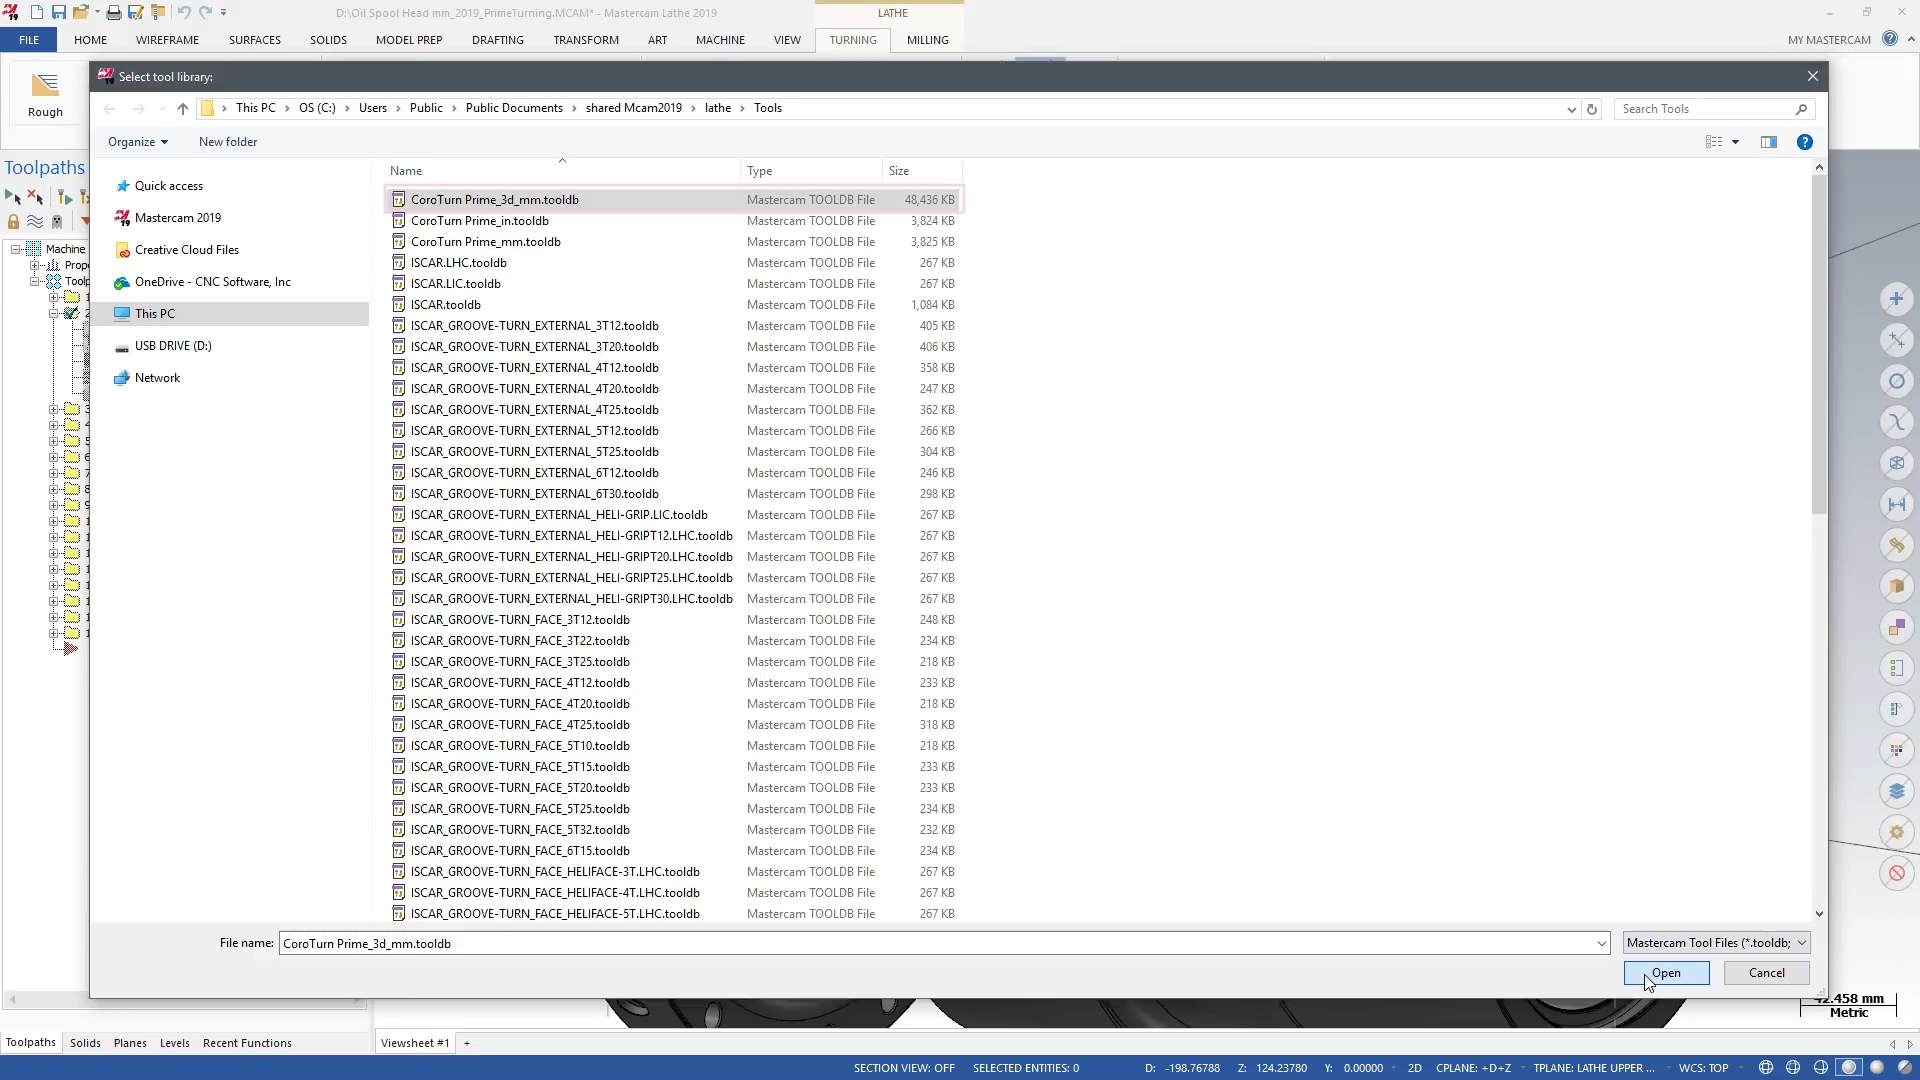 D:\Oil Spool Head mm_2019_PrimeTurning.MCAM* - Mastercam Lathe 2019
LATHE
FILE HOME WIREFRAME SURFACES SOLIDS MODEL PREP DRAFTING TRANSFORM ART MACHINE VIEW TURNING MILLING MY MASTERCAM
Select tool library:
Rough
This PC > OS (C:) > Users > Public > Public Documents > shared Mcam2019 > lathe > Tools
Search Tools
Organize New folder
Toolpaths
Name Type Size
Quick access
Mastercam 2019
Creative Cloud Files
OneDrive - CNC Software, Inc
This PC
USB DRIVE (D:)
Network
Machine
CoroTurn Prime_3d_mm.tooldb Mastercam TOOLDB File 48,436 KB
CoroTurn Prime_in.tooldb Mastercam TOOLDB File 3,824 KB
CoroTurn Prime_mm.tooldb Mastercam TOOLDB File 3,825 KB
ISCAR.LHC.tooldb Mastercam TOOLDB File 267 KB
ISCAR.LIC.tooldb Mastercam TOOLDB File 267 KB
ISCAR.tooldb Mastercam TOOLDB File 1,084 KB
ISCAR_GROOVE-TURN_EXTERNAL_3T12.tooldb Mastercam TOOLDB File 405 KB
ISCAR_GROOVE-TURN_EXTERNAL_3T20.tooldb Mastercam TOOLDB File 406 KB
ISCAR_GROOVE-TURN_EXTERNAL_4T12.tooldb Mastercam TOOLDB File 358 KB
ISCAR_GROOVE-TURN_EXTERNAL_4T20.tooldb Mastercam TOOLDB File 247 KB
ISCAR_GROOVE-TURN_EXTERNAL_4T25.tooldb Mastercam TOOLDB File 362 KB
ISCAR_GROOVE-TURN_EXTERNAL_5T12.tooldb Mastercam TOOLDB File 266 KB
ISCAR_GROOVE-TURN_EXTERNAL_5T25.tooldb Mastercam TOOLDB File 304 KB
ISCAR_GROOVE-TURN_EXTERNAL_6T12.tooldb Mastercam TOOLDB File 246 KB
ISCAR_GROOVE-TURN_EXTERNAL_6T30.tooldb Mastercam TOOLDB File 298 KB
ISCAR_GROOVE-TURN_EXTERNAL_HELI-GRIP.LIC.tooldb Mastercam TOOLDB File 267 KB
ISCAR_GROOVE-TURN_EXTERNAL_HELI-GRIPT12.LHC.tooldb Mastercam TOOLDB File 267 KB
ISCAR_GROOVE-TURN_EXTERNAL_HELI-GRIPT20.LHC.tooldb Mastercam TOOLDB File 267 KB
ISCAR_GROOVE-TURN_EXTERNAL_HELI-GRIPT25.LHC.tooldb Mastercam TOOLDB File 267 KB
ISCAR_GROOVE-TURN_EXTERNAL_HELI-GRIPT30.LHC.tooldb Mastercam TOOLDB File 267 KB
ISCAR_GROOVE-TURN_FACE_3T12.tooldb Mastercam TOOLDB File 248 KB
ISCAR_GROOVE-TURN_FACE_3T22.tooldb Mastercam TOOLDB File 234 KB
ISCAR_GROOVE-TURN_FACE_3T25.tooldb Mastercam TOOLDB File 218 KB
ISCAR_GROOVE-TURN_FACE_4T12.tooldb Mastercam TOOLDB File 233 KB
ISCAR_GROOVE-TURN_FACE_4T20.tooldb Mastercam TOOLDB File 218 KB
ISCAR_GROOVE-TURN_FACE_4T25.tooldb Mastercam TOOLDB File 318 KB
ISCAR_GROOVE-TURN_FACE_5T10.tooldb Mastercam TOOLDB File 218 KB
ISCAR_GROOVE-TURN_FACE_5T15.tooldb Mastercam TOOLDB File 233 KB
ISCAR_GROOVE-TURN_FACE_5T20.tooldb Mastercam TOOLDB File 233 KB
ISCAR_GROOVE-TURN_FACE_5T25.tooldb Mastercam TOOLDB File 234 KB
ISCAR_GROOVE-TURN_FACE_5T32.tooldb Mastercam TOOLDB File 232 KB
ISCAR_GROOVE-TURN_FACE_6T15.tooldb Mastercam TOOLDB File 234 KB
ISCAR_GROOVE-TURN_FACE_HELIFACE-3T.LHC.tooldb Mastercam TOOLDB File 267 KB
ISCAR_GROOVE-TURN_FACE_HELIFACE-4T.LHC.tooldb Mastercam TOOLDB File 267 KB
ISCAR_GROOVE-TURN_FACE_HELIFACE-5T.LHC.tooldb Mastercam TOOLDB File 267 KB
File name: CoroTurn Prime_3d_mm.tooldb Mastercam Tool Files (*.tooldb;
Open Cancel
42.458 mm
Metric
Toolpaths Solids Planes Levels Recent Functions Viewsheet #1 +
SECTION VIEW: OFF SELECTED ENTITIES: 0 D: -198.76788 Z: 124.23780 Y: 0.00000 2D CPLANE: +D+Z TPLANE: LATHE UPPER ... WCS: TOP